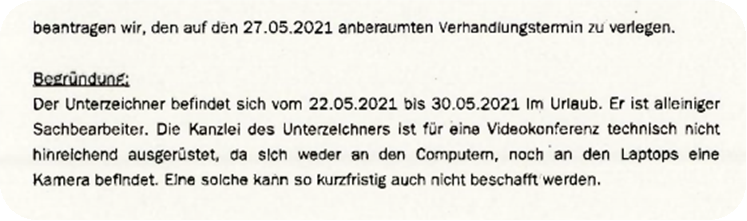 beantragen wir, den auf den 27.05.2021 anberaumten Verhandlungstermin zu verlegen.
Begründung:
Der Unterzeichner befindet sich vom 22.05.2021 bis 30.05.2021 im Urlaub. Er ist alleiniger
Sachbearbeiter. Die Kanzlei des Unterzeichners ist für eine Videokonferenz technisch nicht
hinreichend ausgerüstet, da sich weder an den Computern, noch an den Laptops eine
Kamera befindet. Eine solche kann so kurzfristig auch nicht beschafft werden.